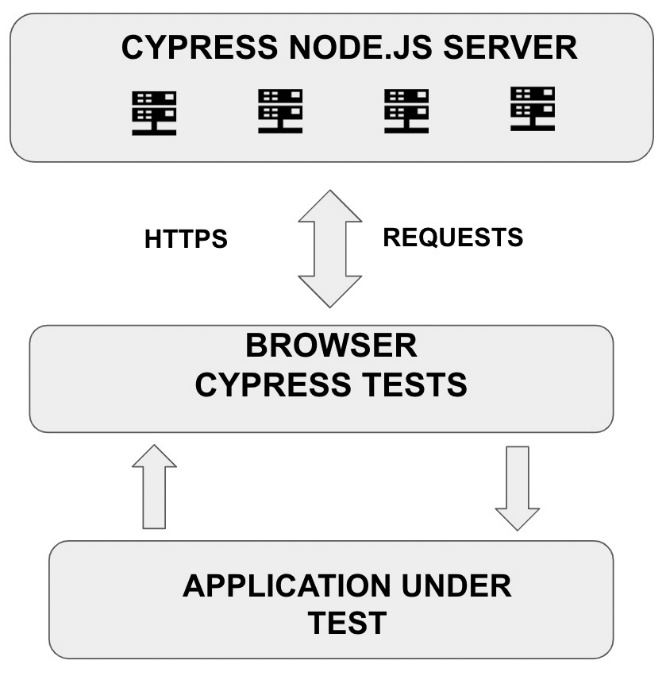 CYPRESS NODE.JS SERVER
HTTPS
REQUESTS
BROWSER
CYPRESS TESTS
APPLICATION UNDER
TEST